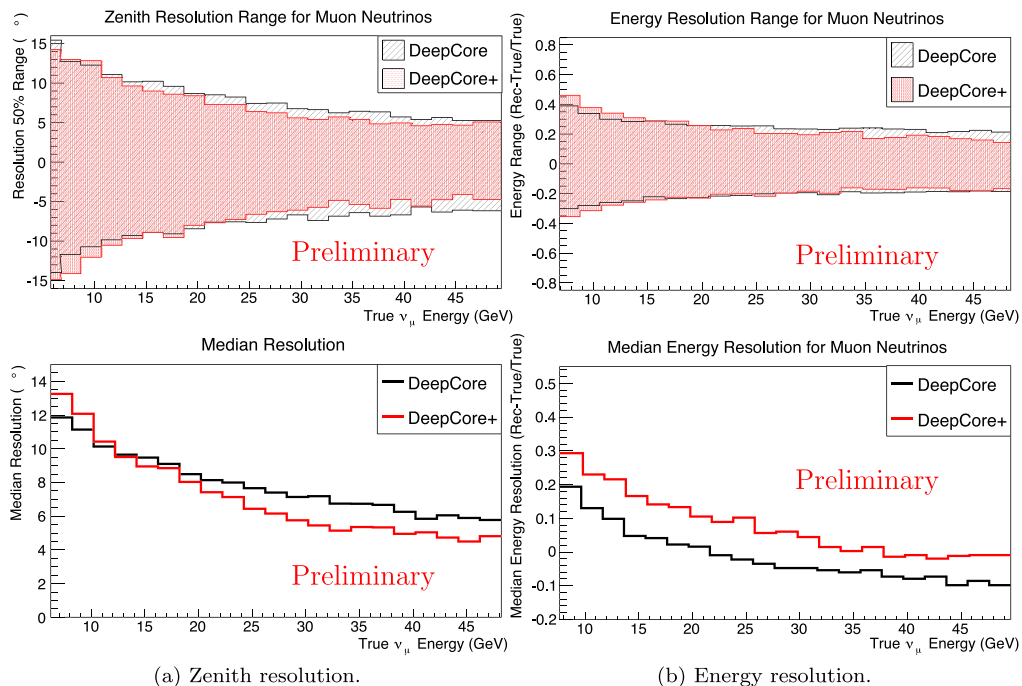 Zenith Resolution Range for Muon Neutrinos
Resolution 50% Range ( °)
15
10
5
0
-5
-10
-15
DeepCore
DeepCore+
Preliminary
10 15 20 25 30 35 40 45
True νμ Energy (GeV)
Energy Resolution Range for Muon Neutrinos
Energy Range (Rec-True/True)
0.8
0.6
0.4
0.2
0
-0.2
-0.4
-0.6
-0.8
DeepCore
DeepCore+
Preliminary
10 15 20 25 30 35 40 45
True νμ Energy (GeV)
Median Resolution
Median Resolution ( °)
14
12
10
8
6
4
2
0
DeepCore
DeepCore+
Preliminary
10 15 20 25 30 35 40 45
True νμ Energy (GeV)
Median Energy Resolution for Muon Neutrinos
Median Energy Resolution (Rec-True/True)
0.5
0.4
0.3
0.2
0.1
0
-0.1
-0.2
DeepCore
DeepCore+
Preliminary
10 15 20 25 30 35 40 45
True νμ Energy (GeV)
(a) Zenith resolution.
(b) Energy resolution.